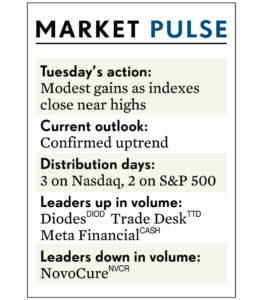 MARKET PULSE
Tuesday's action:
Modest gains as indexes
close near highs
Current outlook:
Confirmed uptrend
Distribution days:
3 on Nasdaq, 2 on S&P 500
Leaders up in volume:
Diodes DIOD Trade Desk TTD
Meta Financial CASH
Leaders down in volume:
NovoCure NVCR